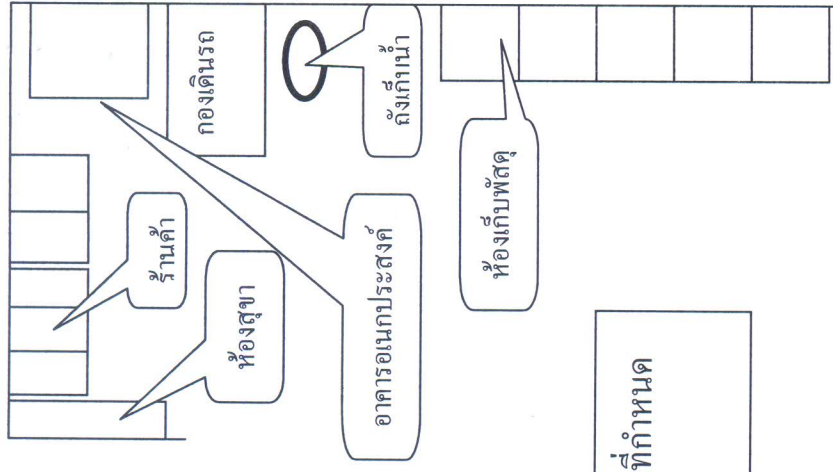 ร้านค้า
ห้องสุขา
กองเดินรถ
ถังเก็บน้ำ
อาคารอเนกประสงค์
ห้องเก็บพัสดุ
ที่กำหนด